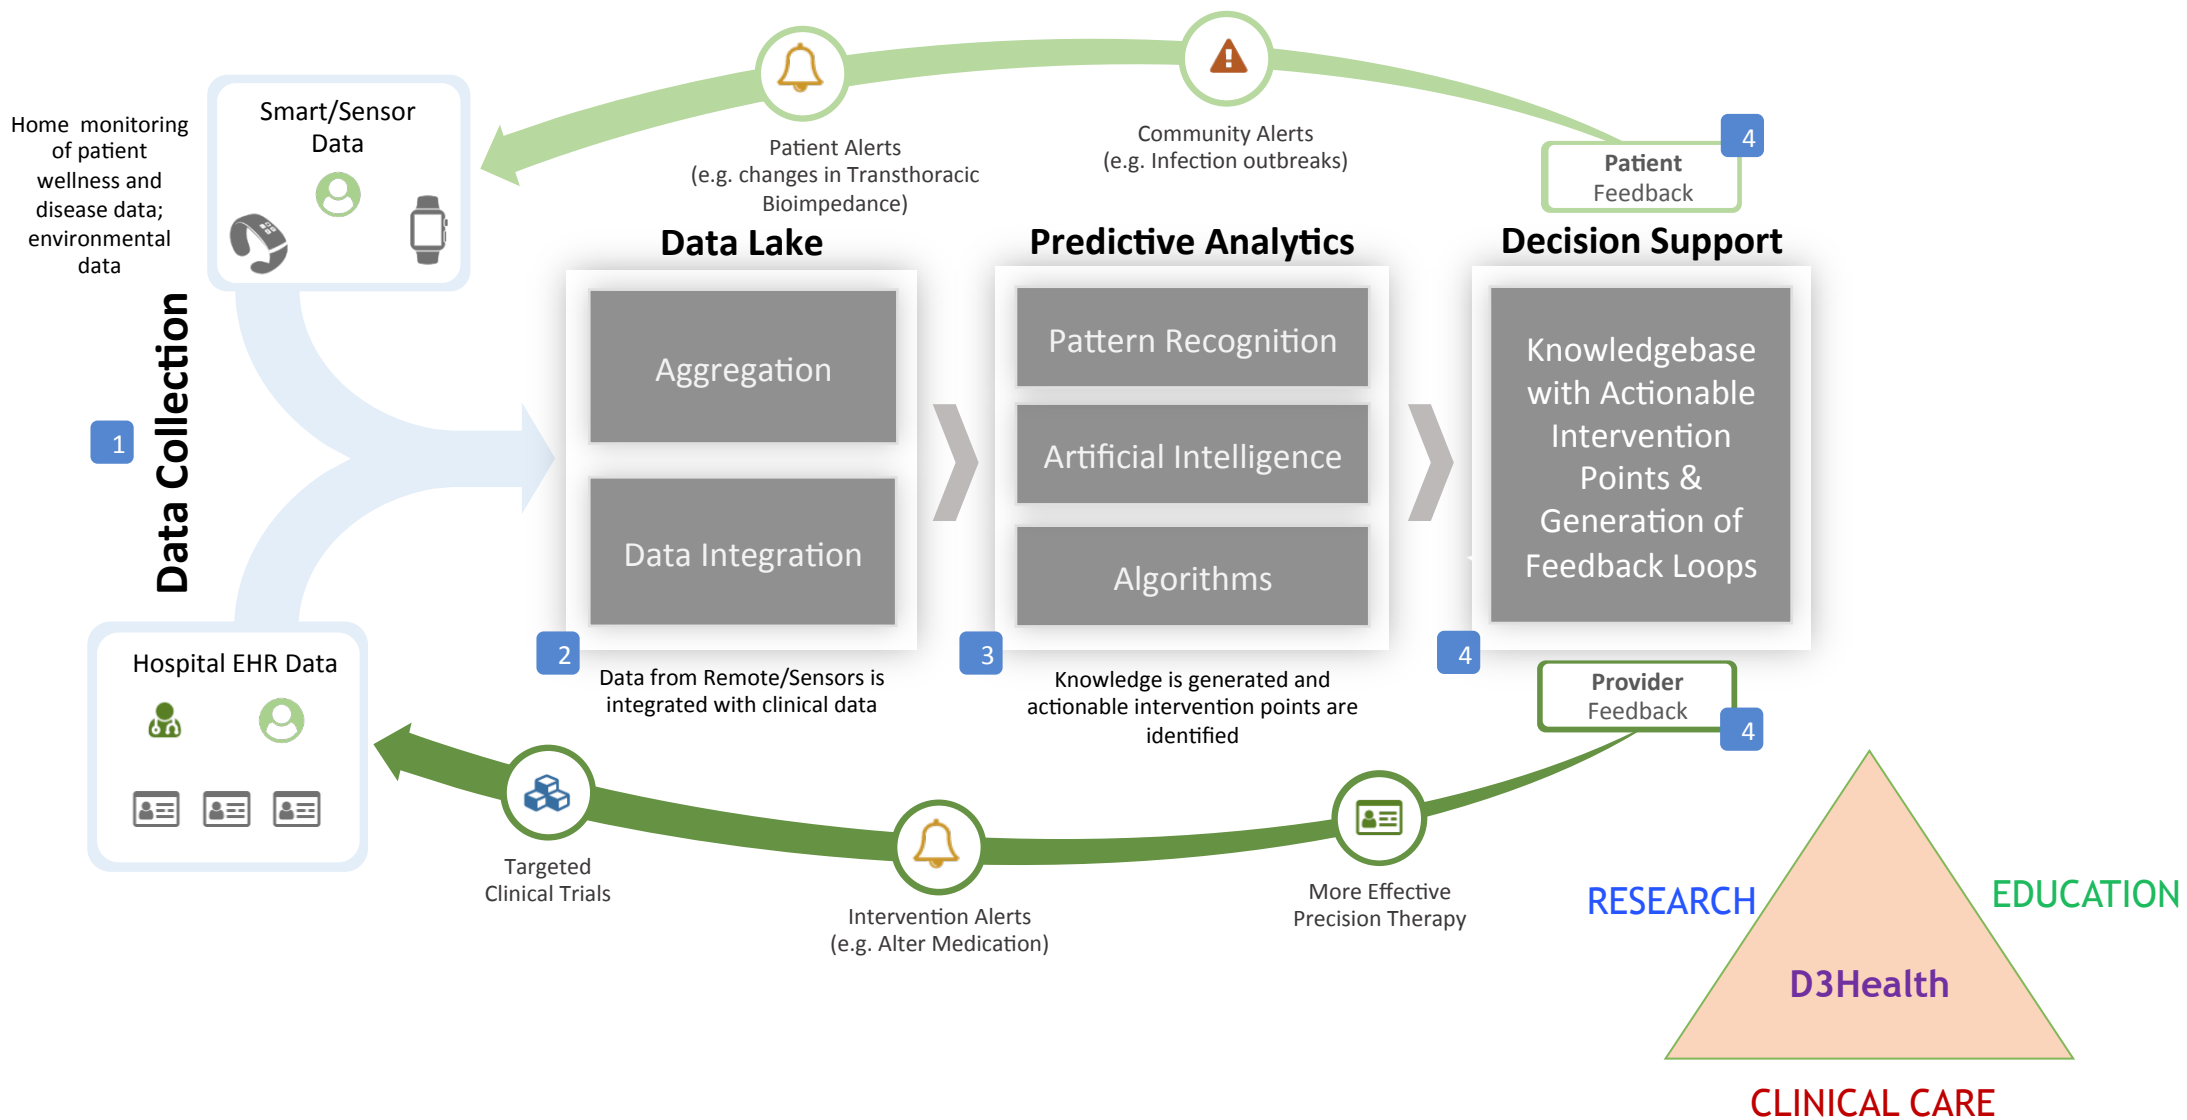 Home monitoring
of patient
wellness and
disease data;
environmental
data
Smart/Sensor
Data
1
Data Collection
Hospital EHR Data
Patient Alerts
(e.g. changes in Transthoracic
Bioimpedance)
Community Alerts
(e.g. Infection outbreaks)
4
Patient
Feedback
Data Lake
Aggregation
Data Integration
2
Data from Remote/Sensors is
integrated with clinical data
Predictive Analytics
Pattern Recognition
Artificial Intelligence
Algorithms
3
Knowledge is generated and
actionable intervention points are
identified
Decision Support
Knowledgebase
with Actionable
Intervention
Points &
Generation of
Feedback Loops
4
Provider
Feedback
4
Targeted
Clinical Trials
Intervention Alerts
(e.g. Alter Medication)
More Effective
Precision Therapy
RESEARCH
EDUCATION
D3Health
CLINICAL CARE